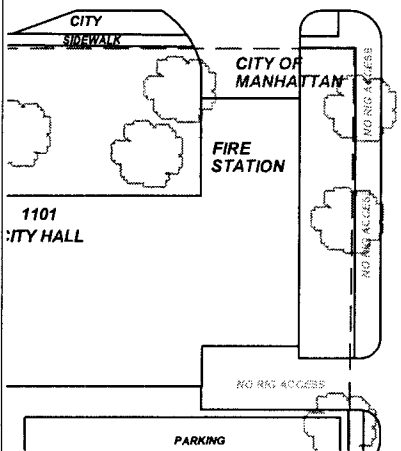 CITY
SIDEWALK
CITY OF
MANHATTAN
NO RIG ACCESS
FIRE
STATION
NO RIG ACCESS
1101
CITY HALL
NO RIG ACCESS
PARKING